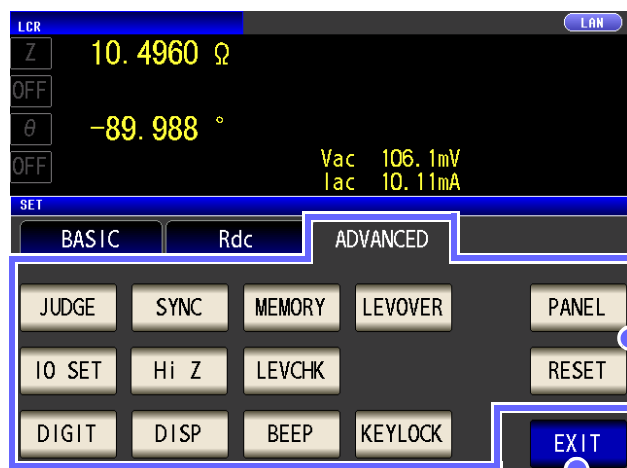 LCR LAN
Z 10.4960 Ω
OFF
θ -89.988 °
OFF Vac 106.1mV
Iac 10.11mA
SET
BASIC Rdc ADVANCED
JUDGE SYNC MEMORY LEVOVER PANEL
IO SET Hi Z LEVCHK RESET
DIGIT DISP BEEP KEYLOCK EXIT